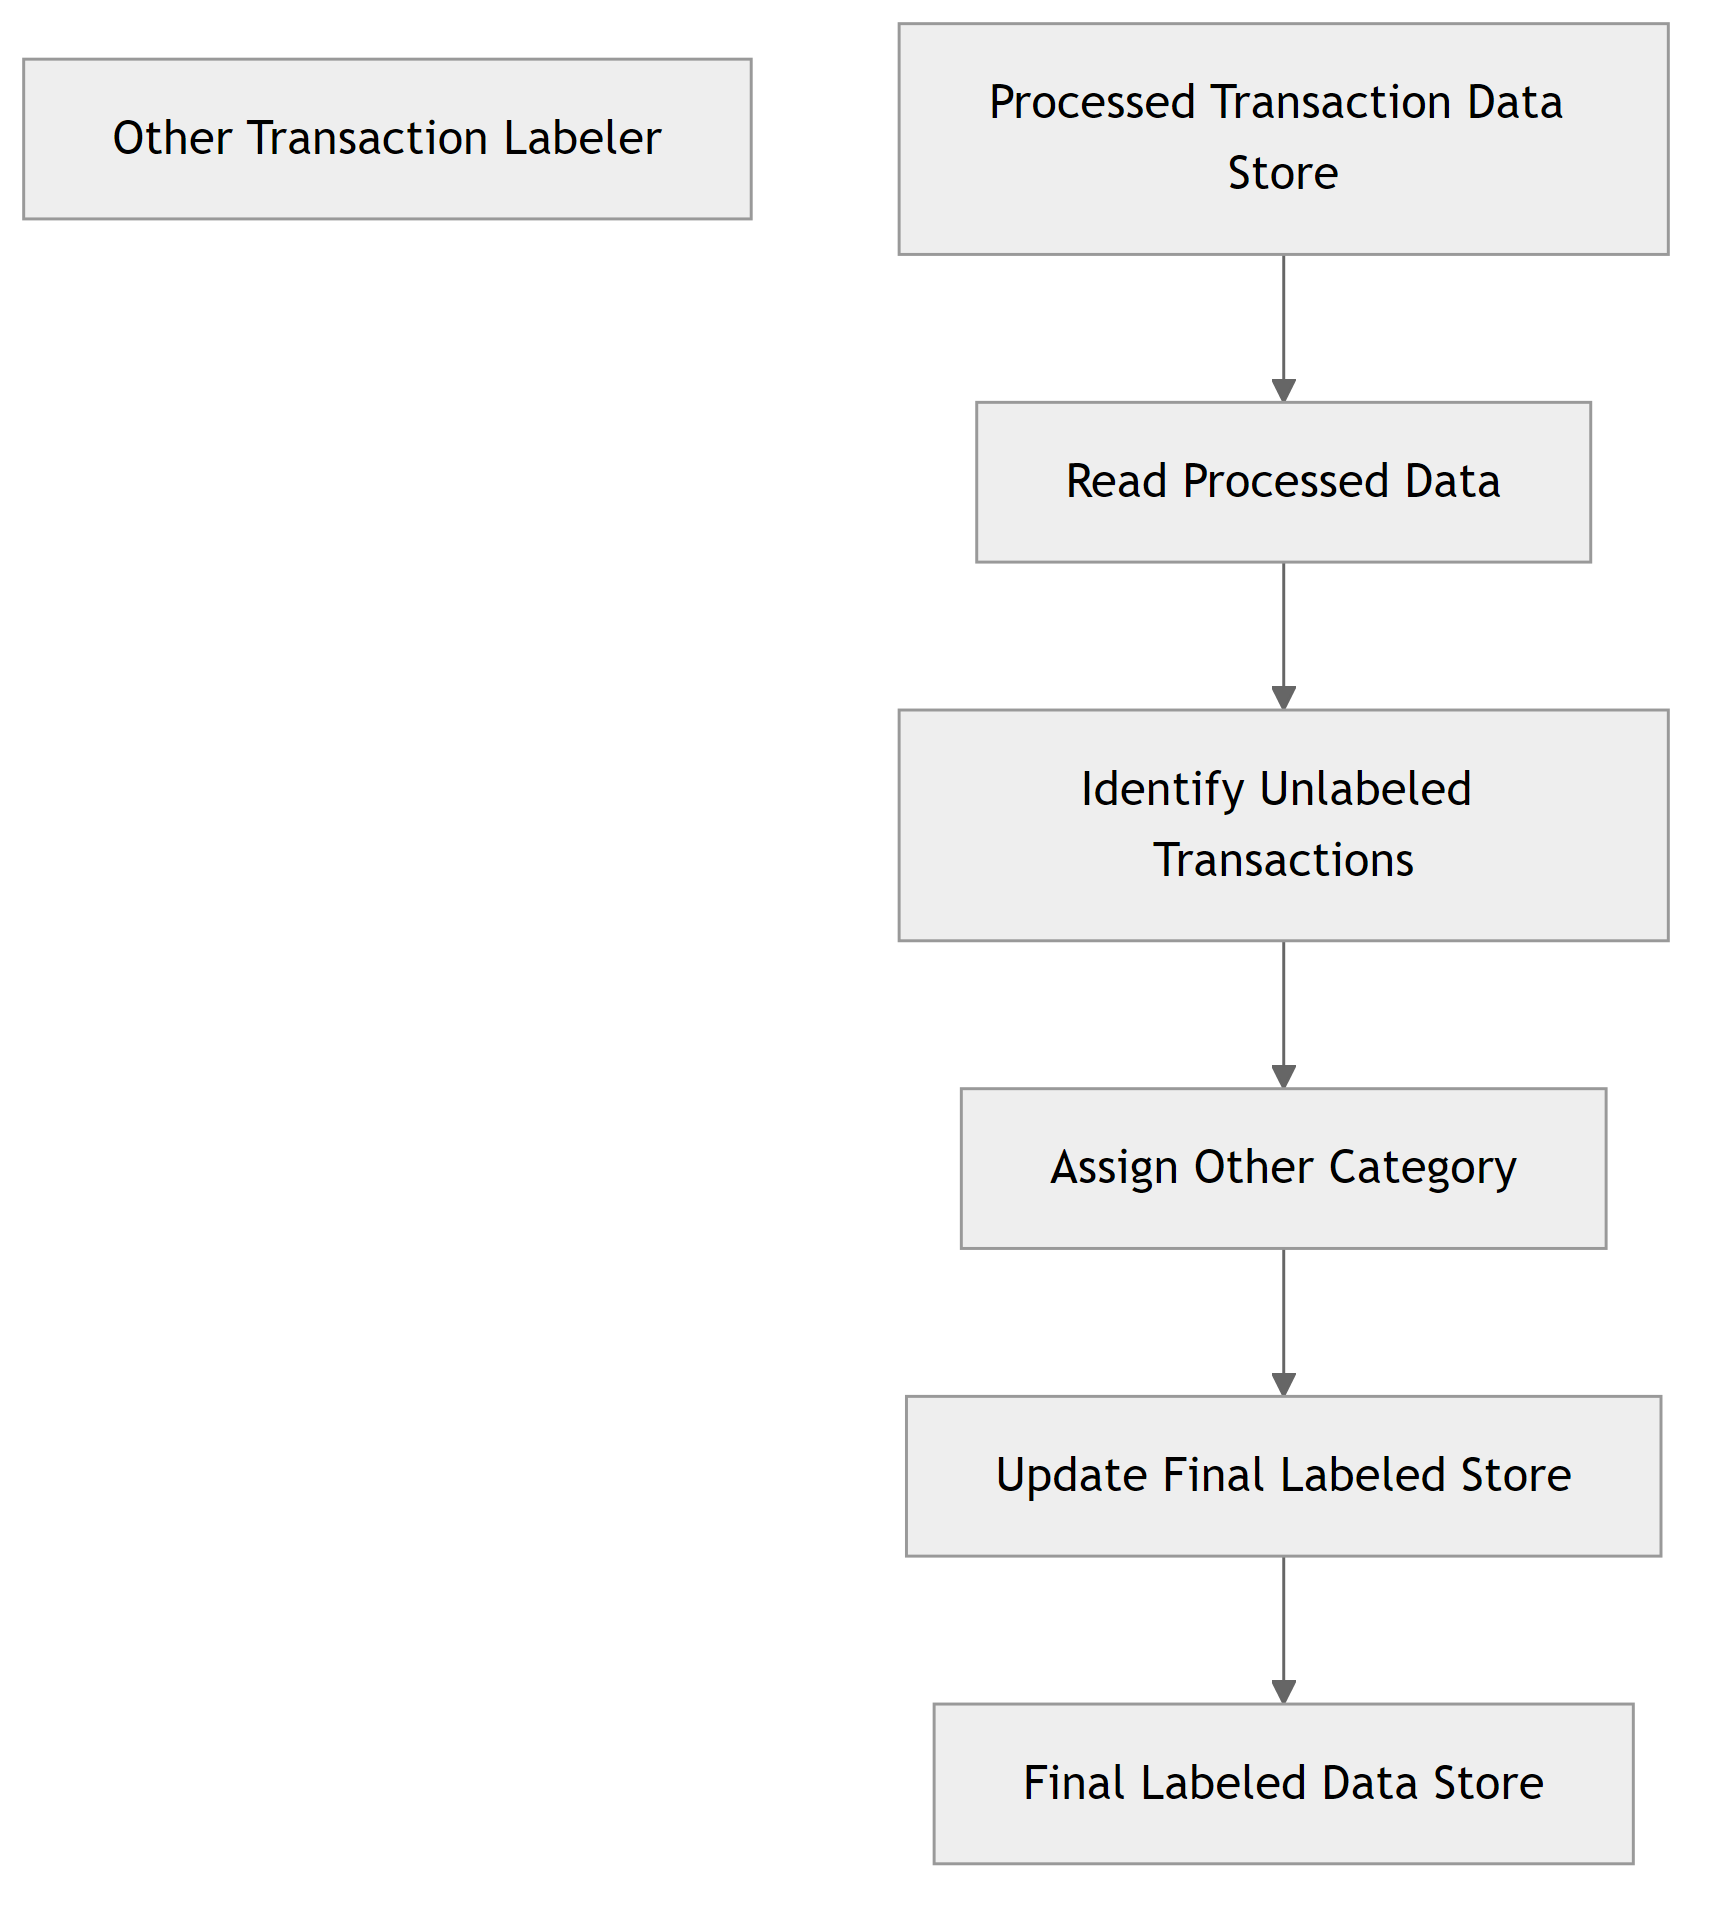 Other Transaction Labeler
Processed Transaction Data
Store
Read Processed Data
Identify Unlabeled
Transactions
Assign Other Category
Update Final Labeled Store
Final Labeled Data Store